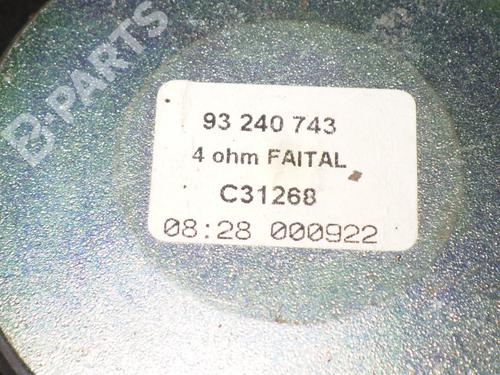 B-PARTS
93 240 743
4 ohm FAITAL
C31268
08:28 000922